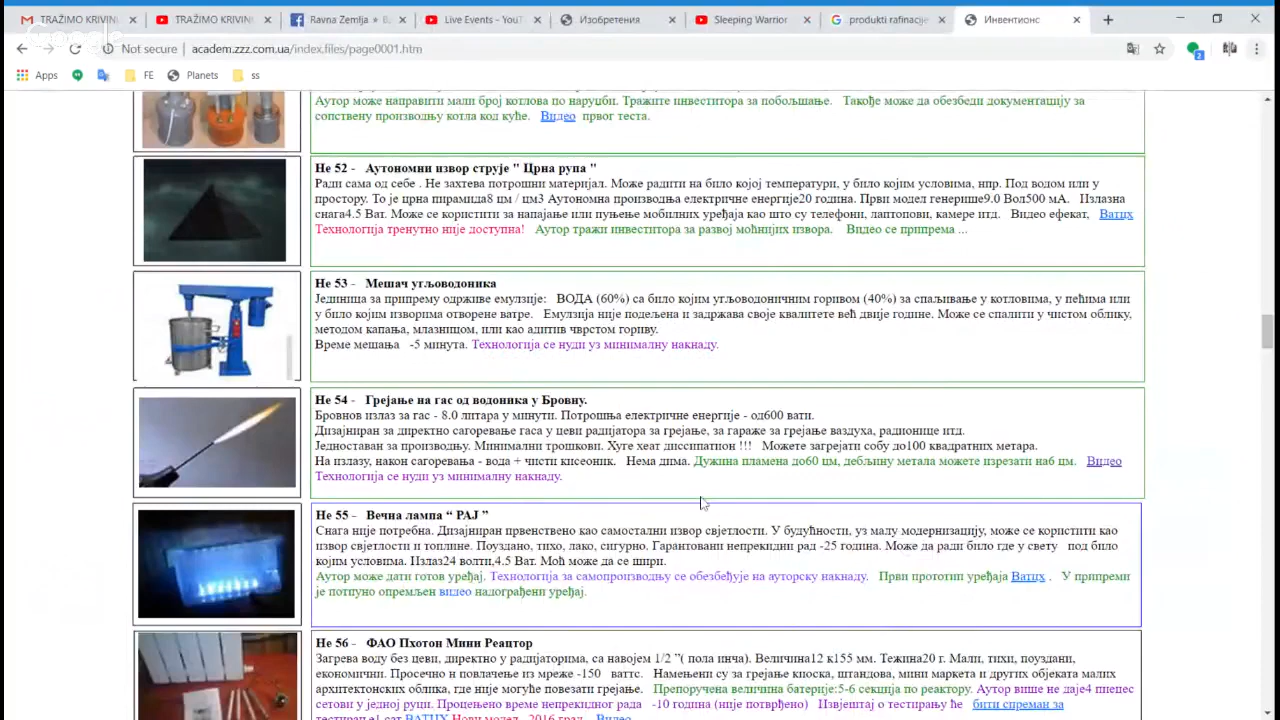 TRAŽIMO KRIVIN
TRAŽIMO KRIVIN
Ravna Zemlja ★ B
Live Events - YouT
Изобретения
Sleeping Warrior
produkti rafinacije
Инвентионс
Google
Not secure
academ.zzz.com.ua/index.files/page0001.htm
2
Apps
FE
Planets
ss
Аутор може направити мали број котлова по наруџби. Тражите инвеститора за побољшање. Такође може да обезбеди документацију за
сопствену производњу котла код куће. Видео првог теста.
Не 52 - Аутономни извор струје " Црна рупа "
Ради сама од себе . Не захтева потрошни материјал. Може радити на било којој температури, у било којим условима, нпр. Под водом или у
простору. То је црна пирамида8 цм / цм3 Аутономна производња електричне енергије20 година. Први модел генерише9.0 Вол500 мА. Излазна
снага4.5 Ват. Може се користити за напајање или пуњење мобилних уређаја као што су телефони, лаптопови, камере итд. Видео ефекат, Ватцх
Технологија тренутно није доступна! Аутор тражи инвеститора за развој моћнијих извора. Видео се припрема ...
Не 53 - Мешач угљоводоника
Јединица за припрему одрживе емулзије: ВОДА (60%) са било којим угљоводоничним горивом (40%) за спаљивање у котловима, у пећима или
у било којим изворима отворене ватре. Емулзија није подељена и задржава своје квалитете већ двије године. Може се спалити у чистом облику,
методом капања, млазницом, или као адитив чврстом гориву.
Време мешања -5 минута. Технологија се нуди уз минималну накнаду.
Не 54 - Грејање на гас од водоника у Бровну.
Бровнов излаз за гас - 8.0 литара у минути. Потрошња електричне енергије - од600 вати.
Дизајниран за директно сагоревање гаса у цеви радијатора за грејање, за гараже за грејање ваздуха, радионице итд.
Једноставан за производњу. Минимални трошкови. Хуге хеат диссипатион !!! Можете загрејати собу до100 квадратних метара.
На излазу, након сагоревања - вода + чисти кисеоник. Нема дима. Дужина пламена до60 цм, дебљину метала можете изрезати на6 цм. Видео
Технологија се нуди уз минималну накнаду.
Не 55 - Вечна лампа “ РАЈ ”
Снага није потребна. Дизајниран првенствено као самостални извор свјетлости. У будућности, уз малу модернизацију, може се користити као
извор свјетлости и топлине. Поуздано, тихо, лако, сигурно. Гарантовани непрекидни рад -25 година. Може да ради било где у свету под било
којим условима. Излаз24 волти,4.5 Ват. Моћ може да се шири.
Аутор може дати готов уређај. Технологија за самопроизводњу се обезбеђује на ауторску накнаду. Први прототип уређаја Ватцх . У припреми
је потпуно опремљен видео надограђени уређај.
Не 56 - ФАО Пхотон Мини Реацтор
Загрева воду без цеви, директно у радијаторима, са навојем 1/2 ”( пола инча). Величина12 к155 мм. Тежина20 г. Мали, тихи, поуздани,
економични. Просечно н повлачење из мреже -150 ваттс. Намењени су за грејање киоска, штандова, мини маркета и других објеката малих
архитектонских облика, где није могуће повезати грејање. Препоручена величина батерије:5-6 секција по реактору. Аутор више не даје4 пиецес
сетови у једној руци. Процењено време непрекидног рада -10 година (није потврђено) Извјештај о тестирању ће бити спреман за
тестирање1 сат ВАТЦХ Нови модел - 2016 град. Видео